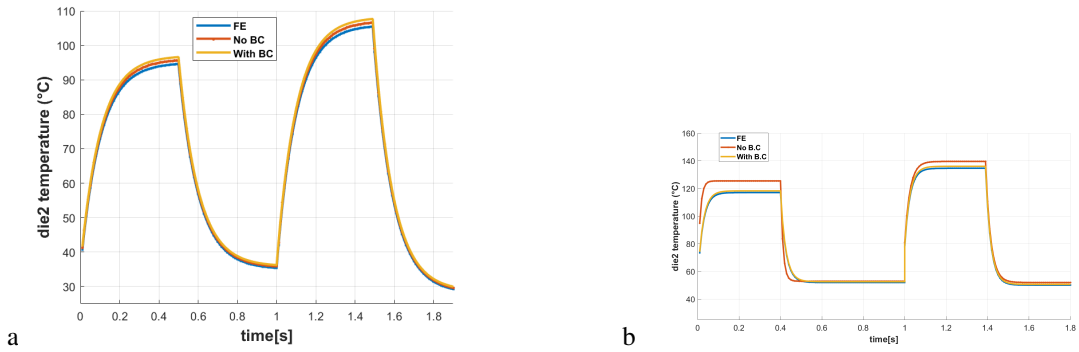 110
100
90
80
70
60
50
40
30
die2 temperature (°C)
FE
No BC
With BC
0 0.2 0.4 0.6 0.8 1 1.2 1.4 1.6 1.8
time[s]
a
160
140
120
100
80
60
40
die2 temperature (°C)
FE
No B.C
With B.C
0 0.2 0.4 0.6 0.8 1 1.2 1.4 1.6 1.8
time[s]
b